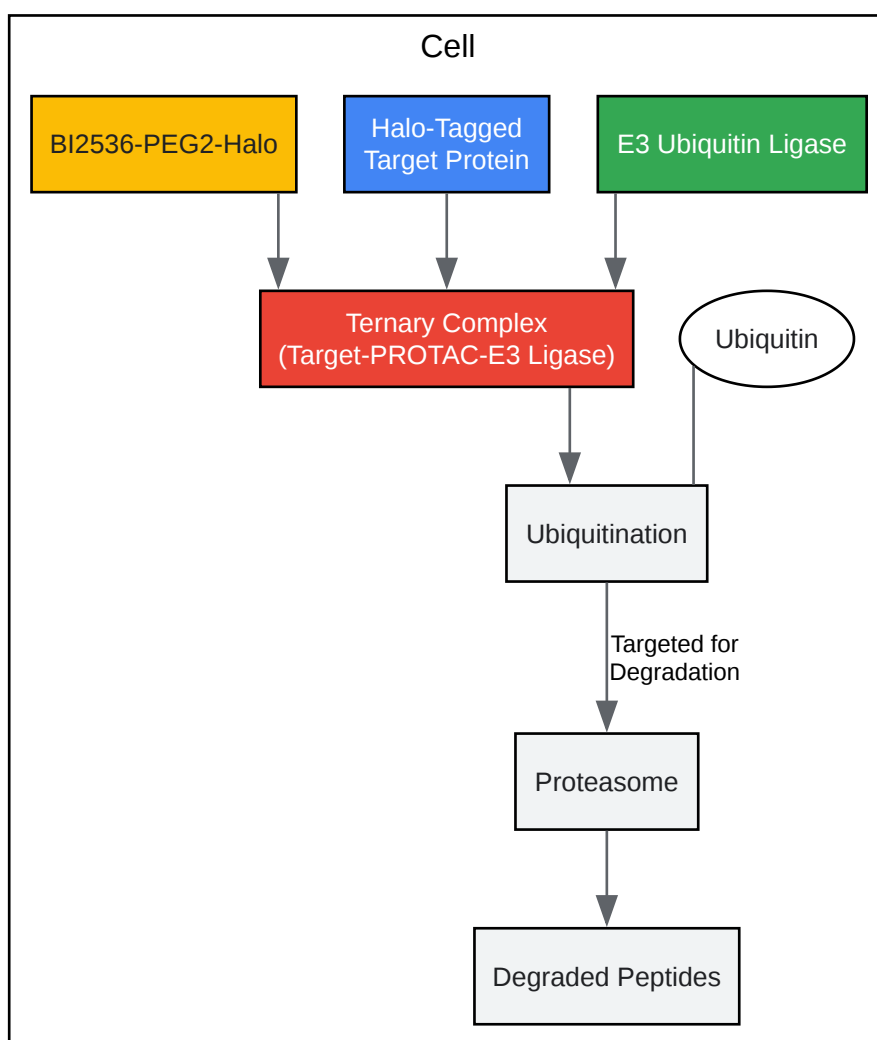 Cell
BI2536-PEG2-Halo
Halo-Tagged
Target Protein
E3 Ubiquitin Ligase
Ternary Complex
(Target-PROTAC-E3 Ligase)
Ubiquitin
Ubiquitination
Targeted for
Degradation
Proteasome
Degraded Peptides